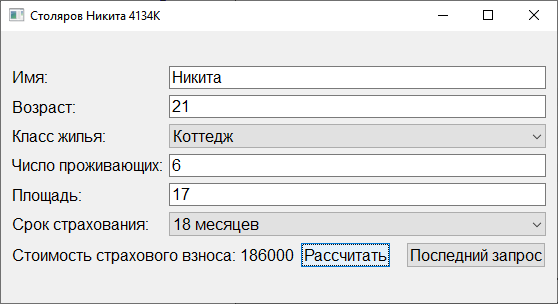 Столяров Никита 4134К
Имя: Никита
Возраст: 21
Класс жилья: Коттедж
Число проживающих: 6
Площадь: 17
Срок страхования: 18 месяцев
Стоимость страхового взноса: 186000 Рассчитать Последний запрос